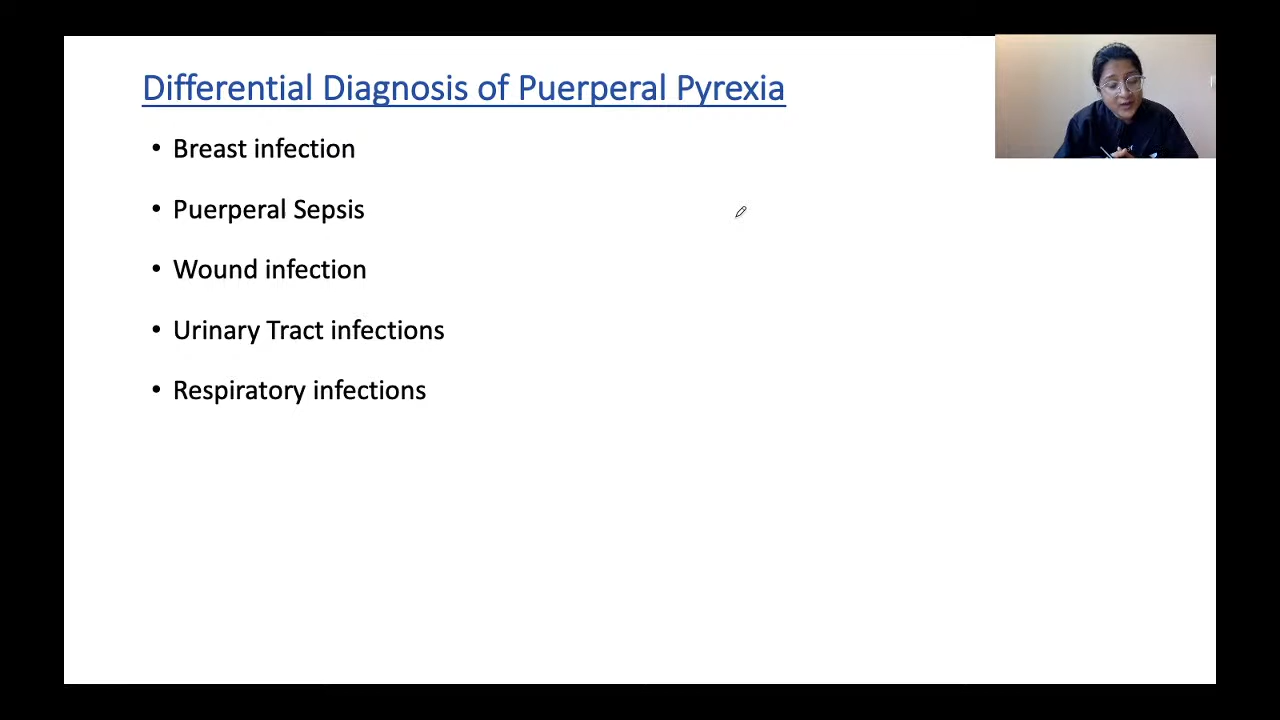 Differential Diagnosis of Puerperal Pyrexia
• Breast infection
• Puerperal Sepsis
• Wound infection
• Urinary Tract infections
• Respiratory infections